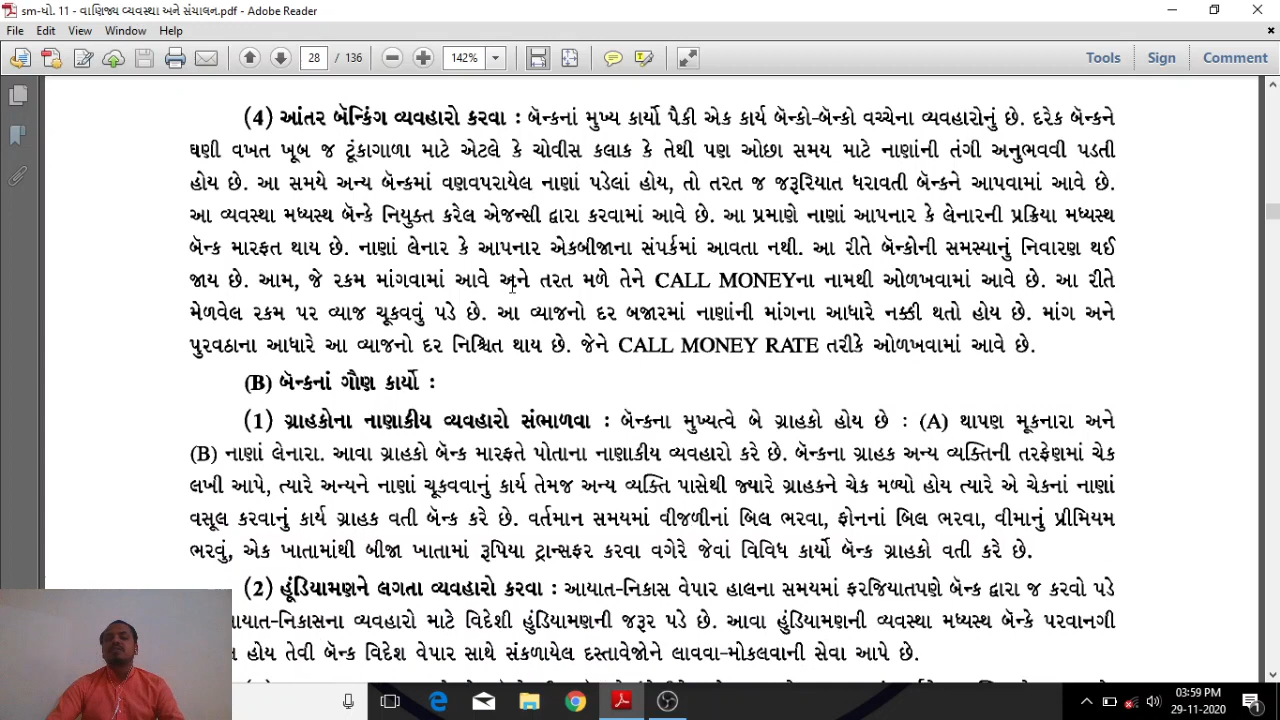 sm-ધો. 11 - વાણિજ્ય વ્યવસ્થા અને સંચાલન.pdf - Adobe Reader
File Edit View Window Help
28 / 136 142% Tools Sign Comment
(4) આંતર બૅન્કિંગ વ્યવહારો કરવા : બૅન્કનાં મુખ્ય કાર્યો પૈકી એક કાર્ય બૅન્કો-બૅન્કો વચ્ચેના વ્યવહારોનું છે. દરેક બૅન્કને
ઘણી વખત ખૂબ જ ટૂંકાગાળા માટે એટલે કે ચોવીસ કલાક કે તેથી પણ ઓછા સમય માટે નાણાંની તંગી અનુભવવી પડતી
હોય છે. આ સમયે અન્ય બૅન્કમાં વણવપરાયેલ નાણાં પડેલાં હોય, તો તરત જ જરૂરિયાત ધરાવતી બૅન્કને આપવામાં આવે છે.
આ વ્યવસ્થા મધ્યસ્થ બૅન્કે નિયુક્ત કરેલ એજન્સી દ્વારા કરવામાં આવે છે. આ પ્રમાણે નાણાં આપનાર કે લેનારની પ્રક્રિયા મધ્યસ્થ
બૅન્ક મારફત થાય છે. નાણાં લેનાર કે આપનાર એકબીજાના સંપર્કમાં આવતા નથી. આ રીતે બૅન્કોની સમસ્યાનું નિવારણ થઈ
જાય છે. આમ, જે રકમ માંગવામાં આવે અને તરત મળે તેને CALL MONEYના નામથી ઓળખવામાં આવે છે. આ રીતે
મેળવેલ રકમ પર વ્યાજ ચૂકવવું પડે છે. આ વ્યાજનો દર બજારમાં નાણાંની માંગના આધારે નક્કી થતો હોય છે. માંગ અને
પુરવઠાના આધારે આ વ્યાજનો દર નિશ્ચિત થાય છે. જેને CALL MONEY RATE તરીકે ઓળખવામાં આવે છે.
(B) બૅન્કનાં ગૌણ કાર્યો :
(1) ગ્રાહકોના નાણાકીય વ્યવહારો સંભાળવા : બૅન્કના મુખ્યત્વે બે ગ્રાહકો હોય છે : (A) થાપણ મૂકનારા અને
(B) નાણાં લેનારા. આવા ગ્રાહકો બૅન્ક મારફતે પોતાના નાણાકીય વ્યવહારો કરે છે. બૅન્કના ગ્રાહક અન્ય વ્યક્તિની તરફેણમાં ચેક
લખી આપે, ત્યારે અન્યને નાણાં ચૂકવવાનું કાર્ય તેમજ અન્ય વ્યક્તિ પાસેથી જ્યારે ગ્રાહકને ચેક મળ્યો હોય ત્યારે એ ચેકનાં નાણાં
વસૂલ કરવાનું કાર્ય ગ્રાહક વતી બૅન્ક કરે છે. વર્તમાન સમયમાં વીજળીનાં બિલ ભરવા, ફોનનાં બિલ ભરવા, વીમાનું પ્રીમિયમ
ભરવું, એક ખાતામાંથી બીજા ખાતામાં રૂપિયા ટ્રાન્સફર કરવા વગેરે જેવાં વિવિધ કાર્યો બૅન્ક ગ્રાહકો વતી કરે છે.
(2) હૂંડિયામણને લગતા વ્યવહારો કરવા : આયાત-નિકાસ વેપાર હાલના સમયમાં ફરજિયાતપણે બૅન્ક દ્વારા જ કરવો પડે
આયાત-નિકાસના વ્યવહારો માટે વિદેશી હૂંડિયામણની જરૂર પડે છે. આવા હૂંડિયામણની વ્યવસ્થા મધ્યસ્થ બૅન્કે પરવાનગી
હોય તેવી બૅન્ક વિદેશ વેપાર સાથે સંકળાયેલ દસ્તાવેજોને લાવવા-મોકલવાની સેવા આપે છે.
03:59 PM
29-11-2020